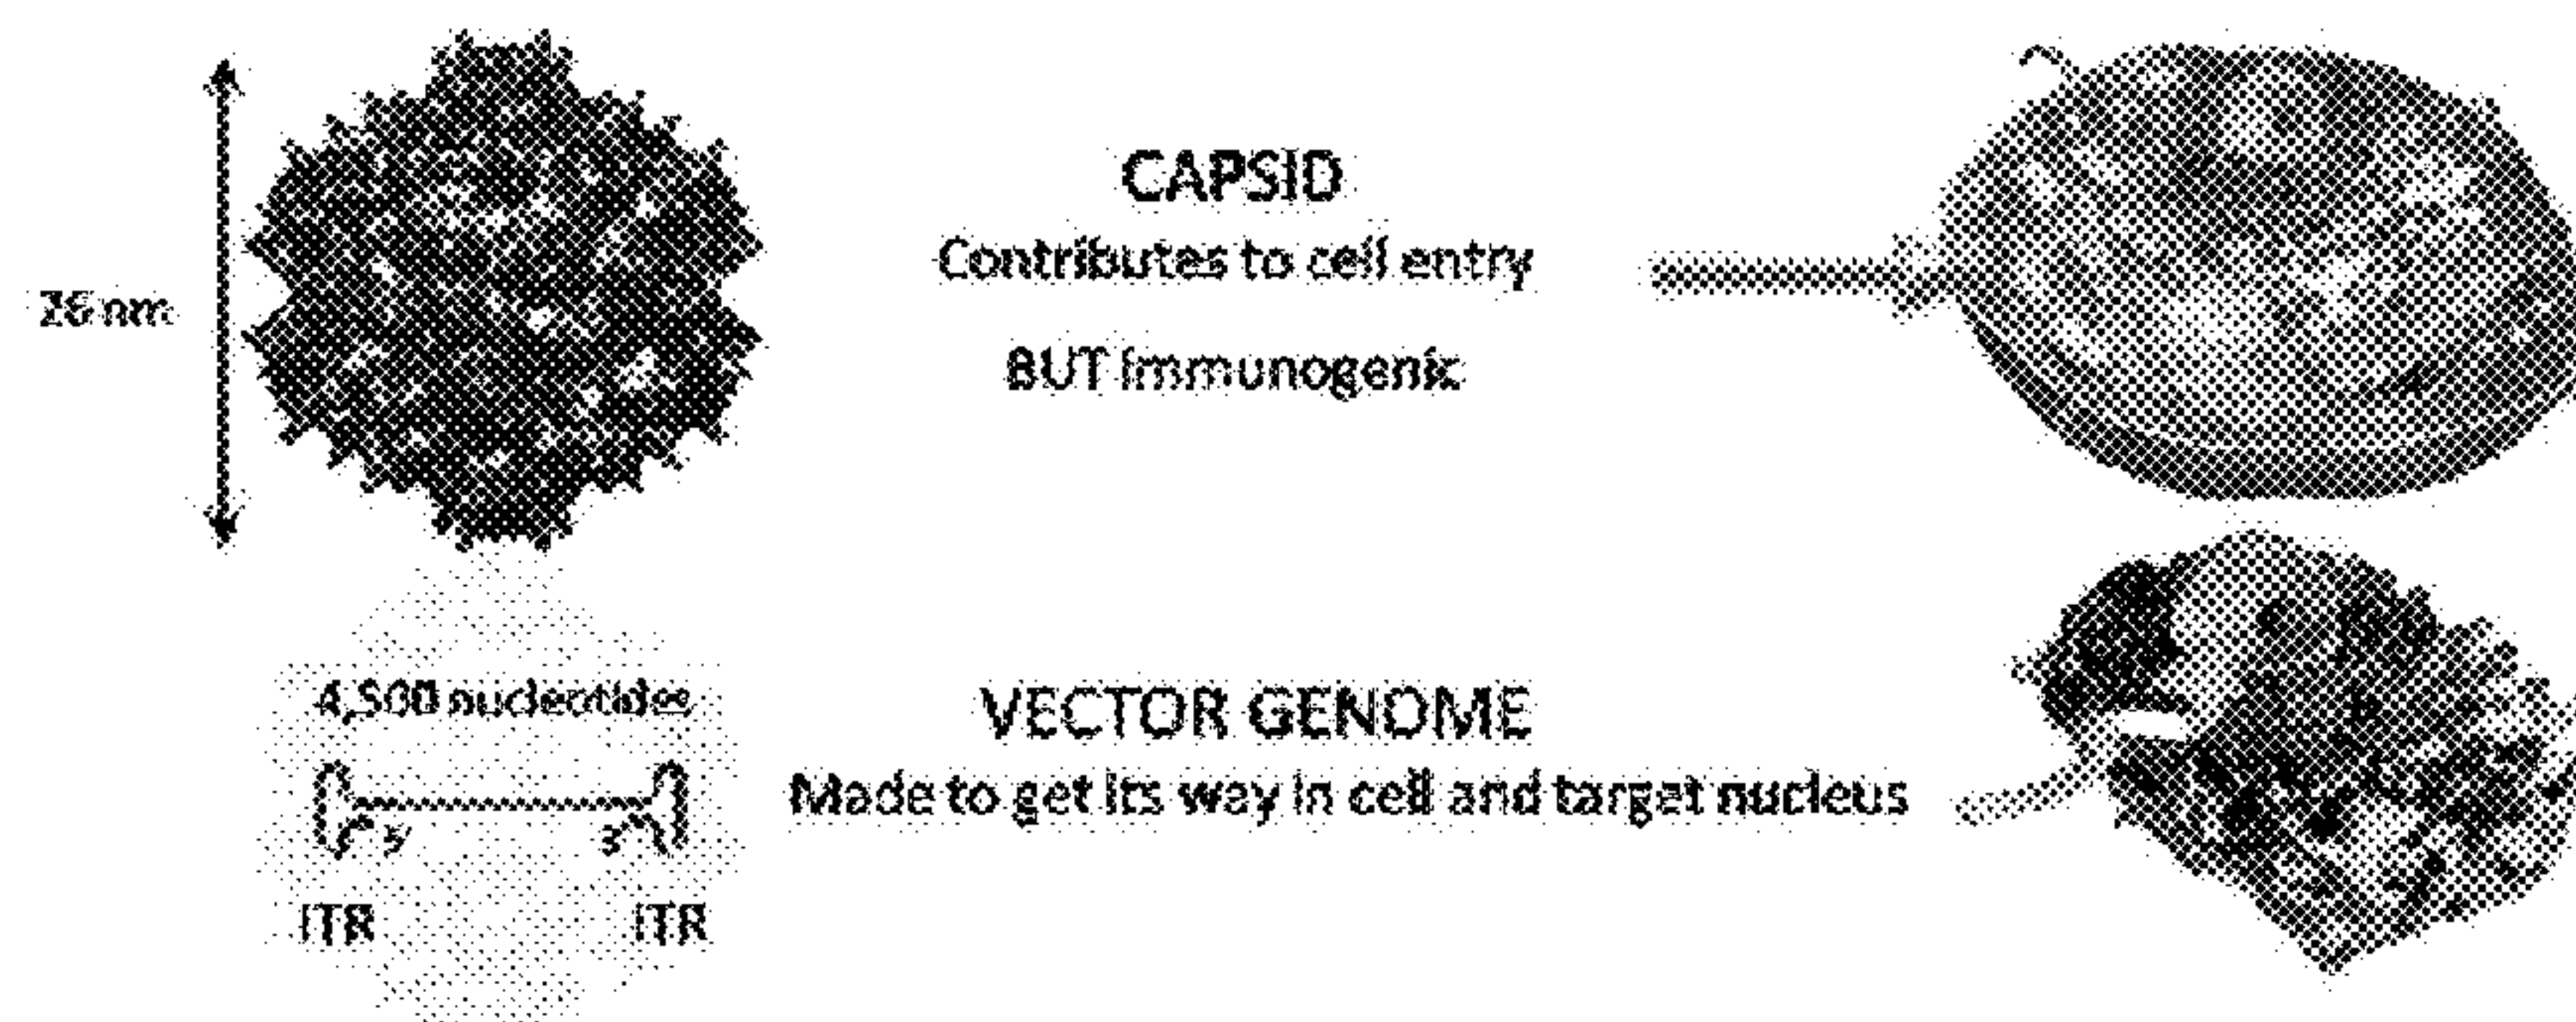 CAPSID
Contributes to cell entry
26 nm
BUT immunogenic
4,500 nucleotides
VECTOR GENOME
Made to get its way in cell and target nucleus
5' 3'
ITR ITR